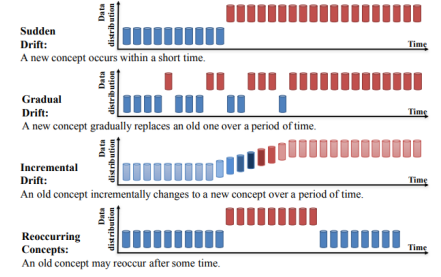 Data
distribution
Sudden
Drift:
Time
A new concept occurs within a short time.
Data
distribution
Gradual
Drift:
Time
A new concept gradually replaces an old one over a period of time.
Data
distribution
Incremental
Drift:
Time
An old concept incrementally changes to a new concept over a period of time.
Data
distribution
Reoccurring
Concepts:
Time
An old concept may reoccur after some time.